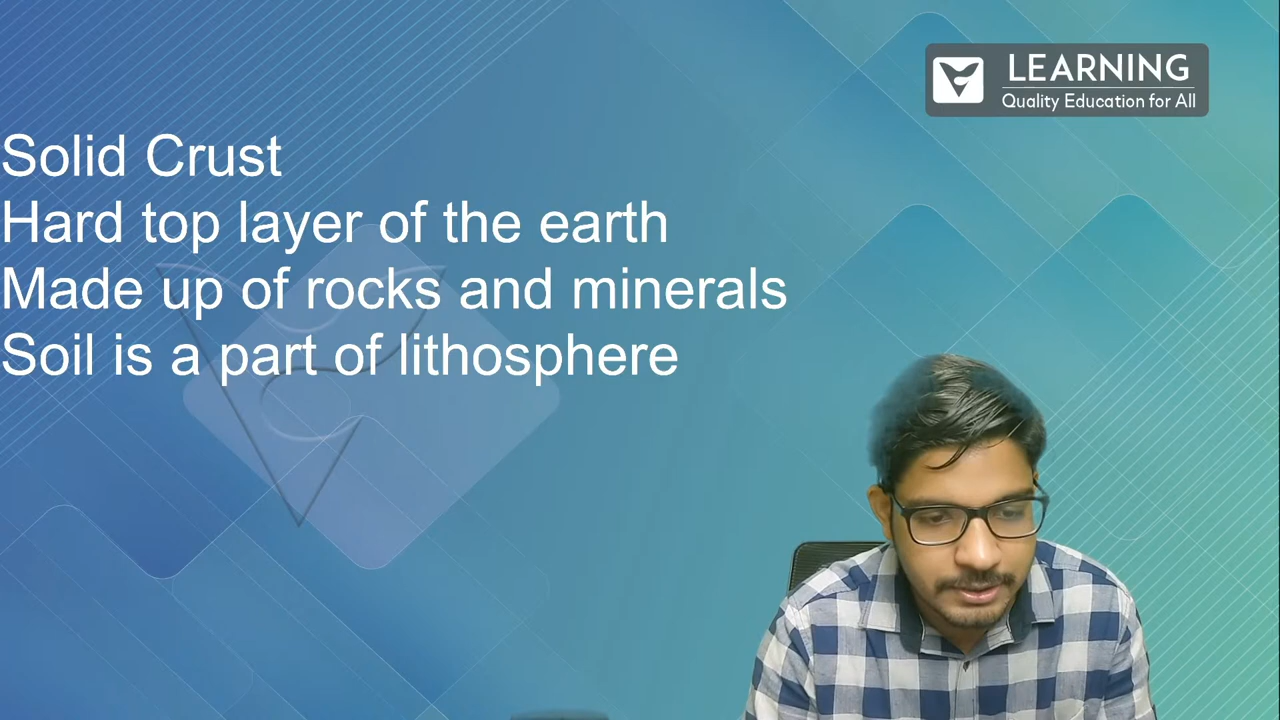 LEARNING
Quality Education for All
Solid Crust
Hard top layer of the earth
Made up of rocks and minerals
Soil is a part of lithosphere